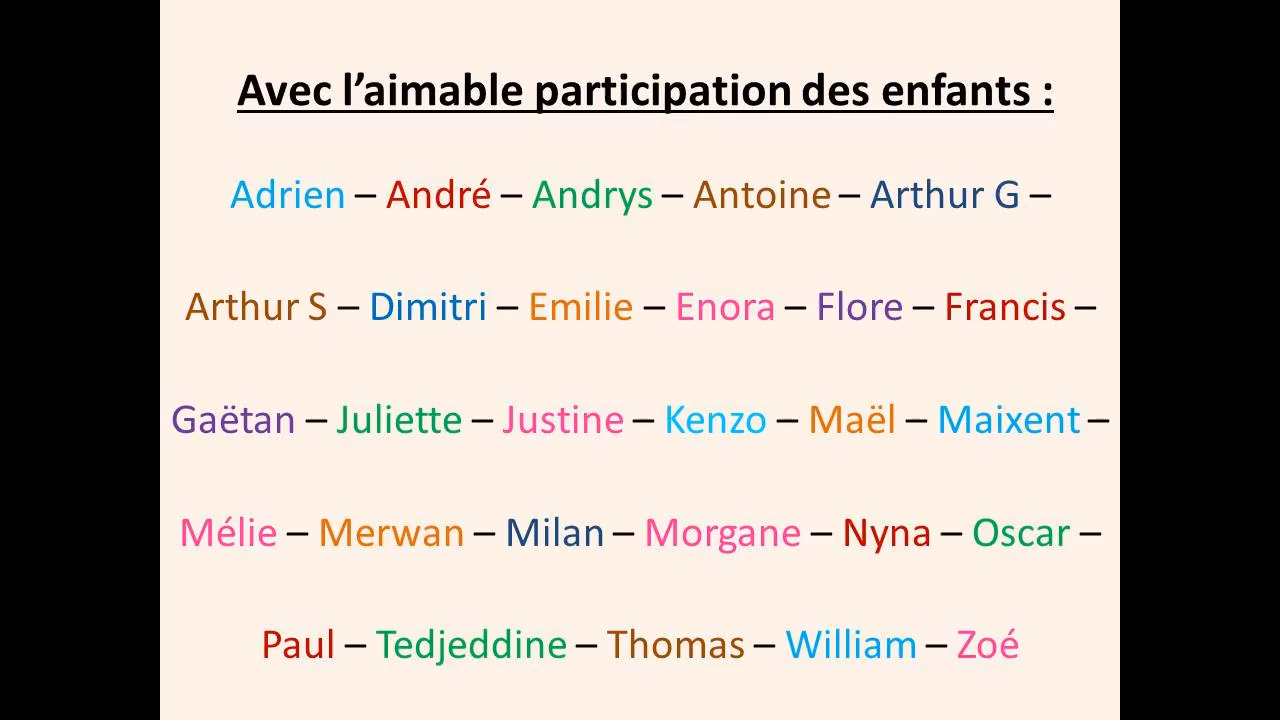 Avec l’aimable participation des enfants :
Adrien – André – Andrys – Antoine – Arthur G –
Arthur S – Dimitri – Emilie – Enora – Flore – Francis –
Gaëtan – Juliette – Justine – Kenzo – Maël – Maixent –
Mélie – Merwan – Milan – Morgane – Nyna – Oscar –
Paul – Tedjeddine – Thomas – William – Zoé